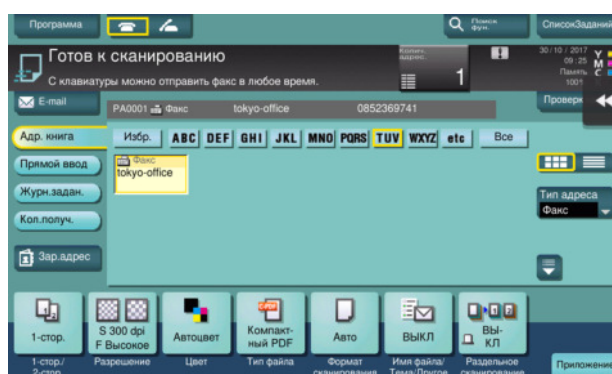 Программа
Поиск
фун.
СписокЗаданий
Готов к сканированию
С клавиатуры можно отправить факс в любое время.
Колич.
адрес.
1
30/10/2017
09:25
Память
1001
Y
M
C
E-mail
PA0001 Факс tokyo-office 0852369741
Проверк
Адр. книга
Избр. ABC DEF GHI JKL MNO PQRS TUV WXYZ etc Все
Прямой ввод
Факс
tokyo-office
Журн.задан.
Кол.получ.
Тип адреса
Факс
Зар.адрес
1-стор.
S 300 dpi
F Высокое
Автоцвет
Компакт-
ный PDF
Авто
ВЫКЛ
ВЫ-
КЛ
1-стор./
2-стор.
Разрешение
Цвет
Тип файла
Формат
сканирования
Имя файла/
Тема/Другое
Раздельное
сканирование
Приложение